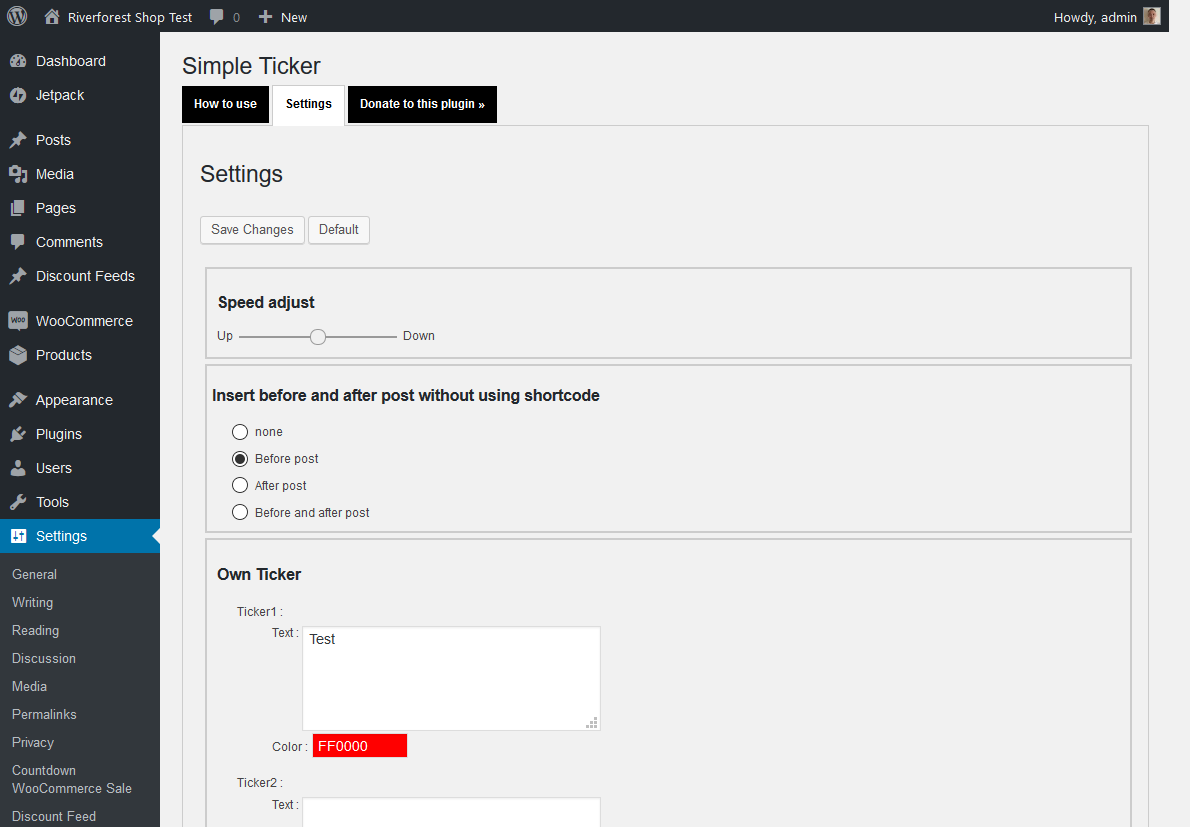 Riverforest Shop Test 0 New Howdy, admin
Dashboard
Jetpack
Posts
Media
Pages
Comments
Discount Feeds
Woo WooCommerce
Products
Appearance
Plugins
Users
Tools
Settings
General
Writing
Reading
Discussion
Media
Permalinks
Privacy
Countdown
WooCommerce Sale
Discount Feed
Simple Ticker
How to use Settings Donate to this plugin »
Settings
Save Changes Default
Speed adjust
Up Down
Insert before and after post without using shortcode
none
Before post
After post
Before and after post
Own Ticker
Ticker1 :
Text : Test
Color : FF0000
Ticker2 :
Text :